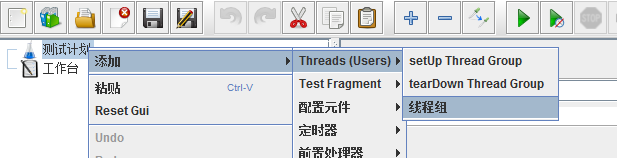 测试计划
工作台
添加
粘贴 Ctrl-V
Reset Gui
Undo
Threads (Users)
Test Fragment
配置元件
定时器
前置处理器
setUp Thread Group
tearDown Thread Group
线程组
STOP